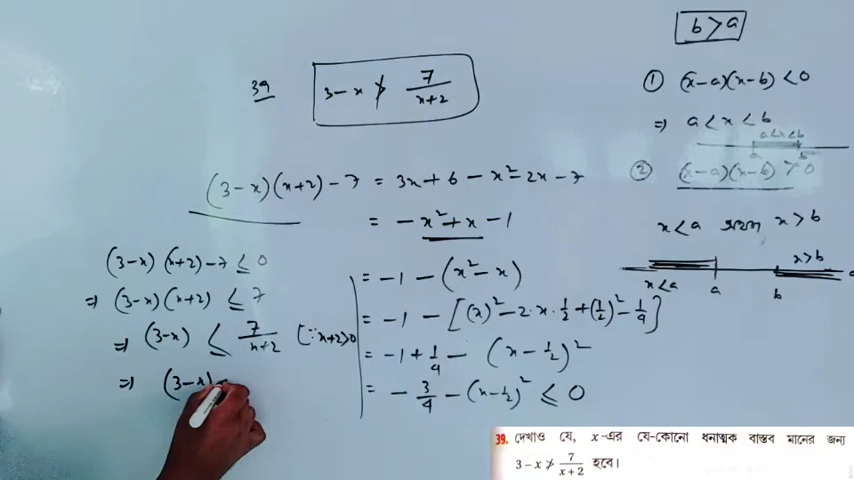 b > a
39
3-x ≯ 7/(x+2)
① (x-a)(x-b) < 0
⇒ a < x < b
a<x<b
a b
② (x-a)(x-b) > 0
x < a অথবা x > b
x>b
x<a a b
(3-x)(x+2)-7 = 3x+6-x²-2x-7
= -x²+x-1
= -1-(x²-x)
= -1-[(x)²-2·x·1/2+(1/2)²-1/4]
= -1+1/4-(x-1/2)²
= -3/4-(x-1/2)² ≤ 0
(3-x)(x+2)-7 ≤ 0
⇒ (3-x)(x+2) ≤ 7
⇒ (3-x) ≤ 7/(x+2) [∵x+2>0
⇒ (3-x)
39. দেখাও যে, x-এর যে-কোনো ধনাত্মক বাস্তব মানের জন্য
3-x ≯ 7/(x+2) হবে।